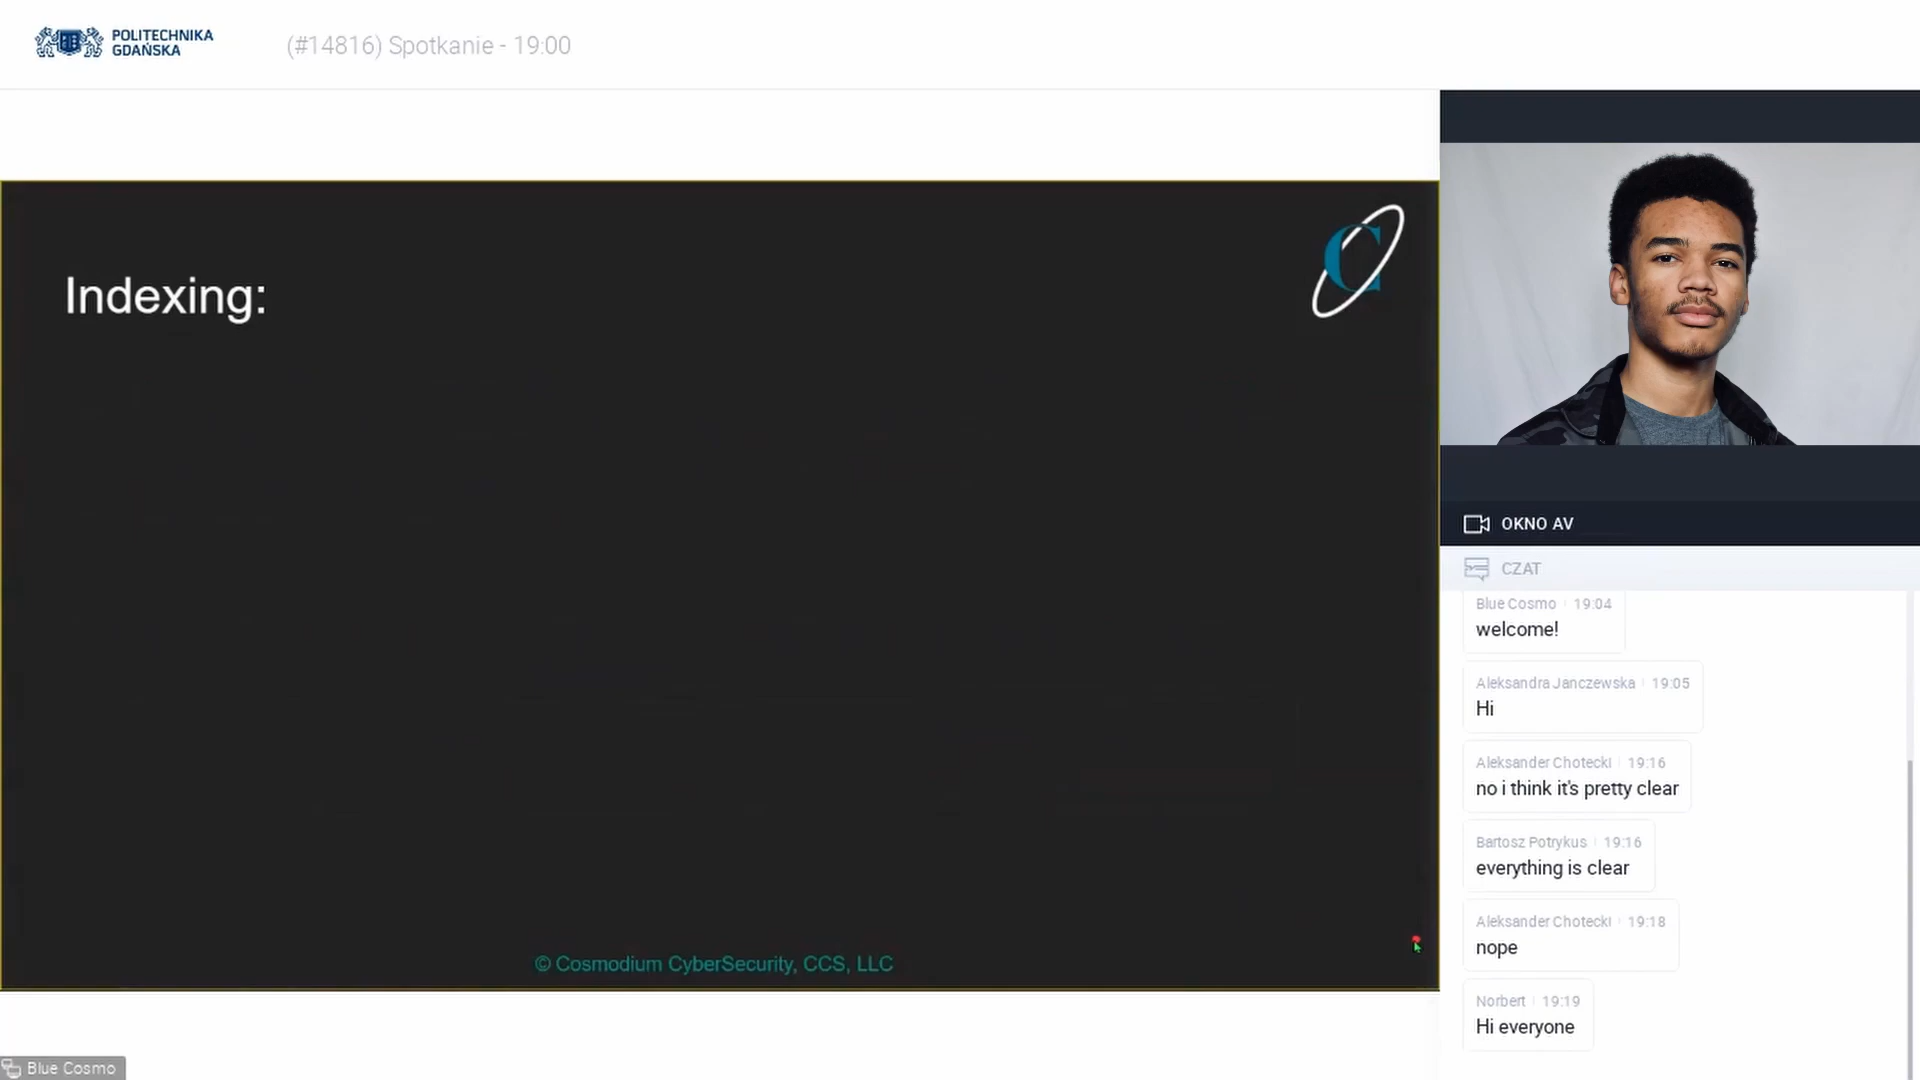 POLITECHNIKA
GDAŃSKA
(#14816) Spotkanie - 19:00
Indexing:
C
© Cosmodium CyberSecurity, CCS, LLC
Blue Cosmo
OKNO AV
CZAT
Blue Cosmo 19:04
welcome!
Aleksandra Janczewska 19:05
Hi
Aleksander Chotecki 19:16
no i think it's pretty clear
Bartosz Potrykus 19:16
everything is clear
Aleksander Chotecki 19:18
nope
Norbert 19:19
Hi everyone